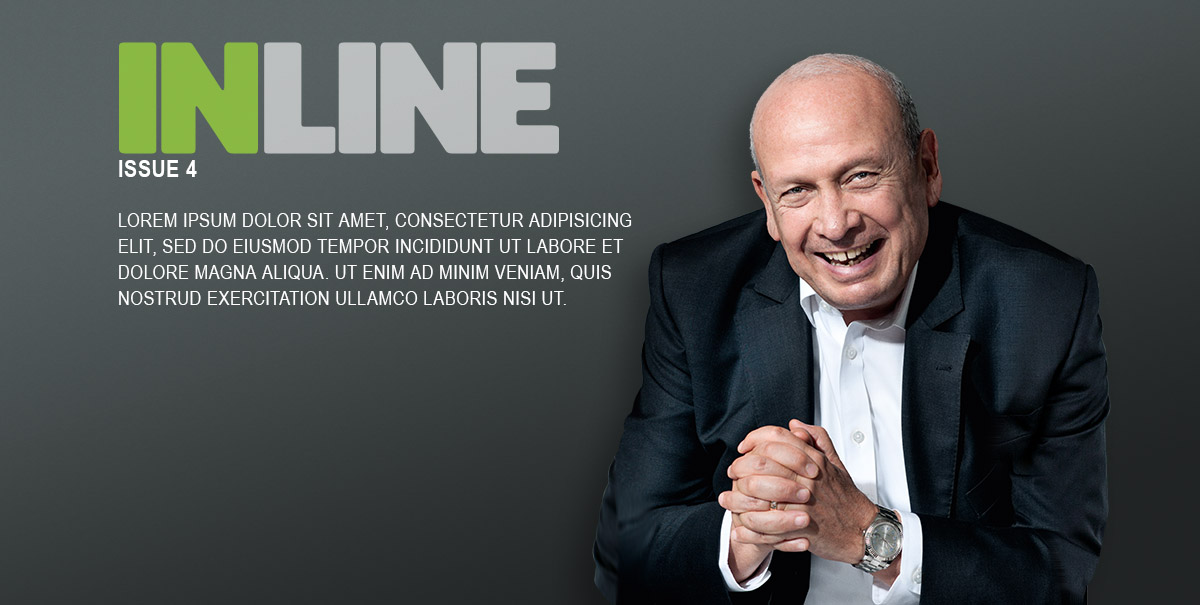 INLINE
ISSUE 4
LOREM IPSUM DOLOR SIT AMET, CONSECTETUR ADIPISICING
ELIT, SED DO EIUSMOD TEMPOR INCIDIDUNT UT LABORE ET
DOLORE MAGNA ALIQUA. UT ENIM AD MINIM VENIAM, QUIS
NOSTRUD EXERCITATION ULLAMCO LABORIS NISI UT.